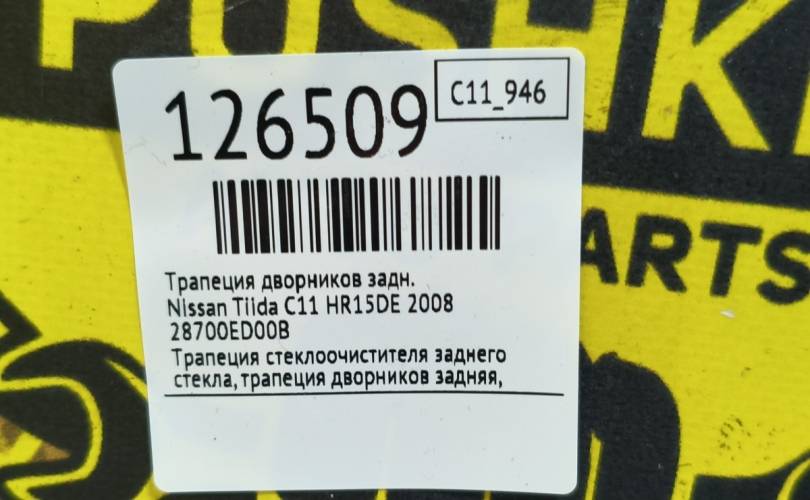 PUSHK
126509
C11_946
ARTS
Трапеция дворников задн.
Nissan Tiida C11 HR15DE 2008
28700ED00B
Трапеция стеклоочистителя заднего
стекла, трапеция дворников задняя,